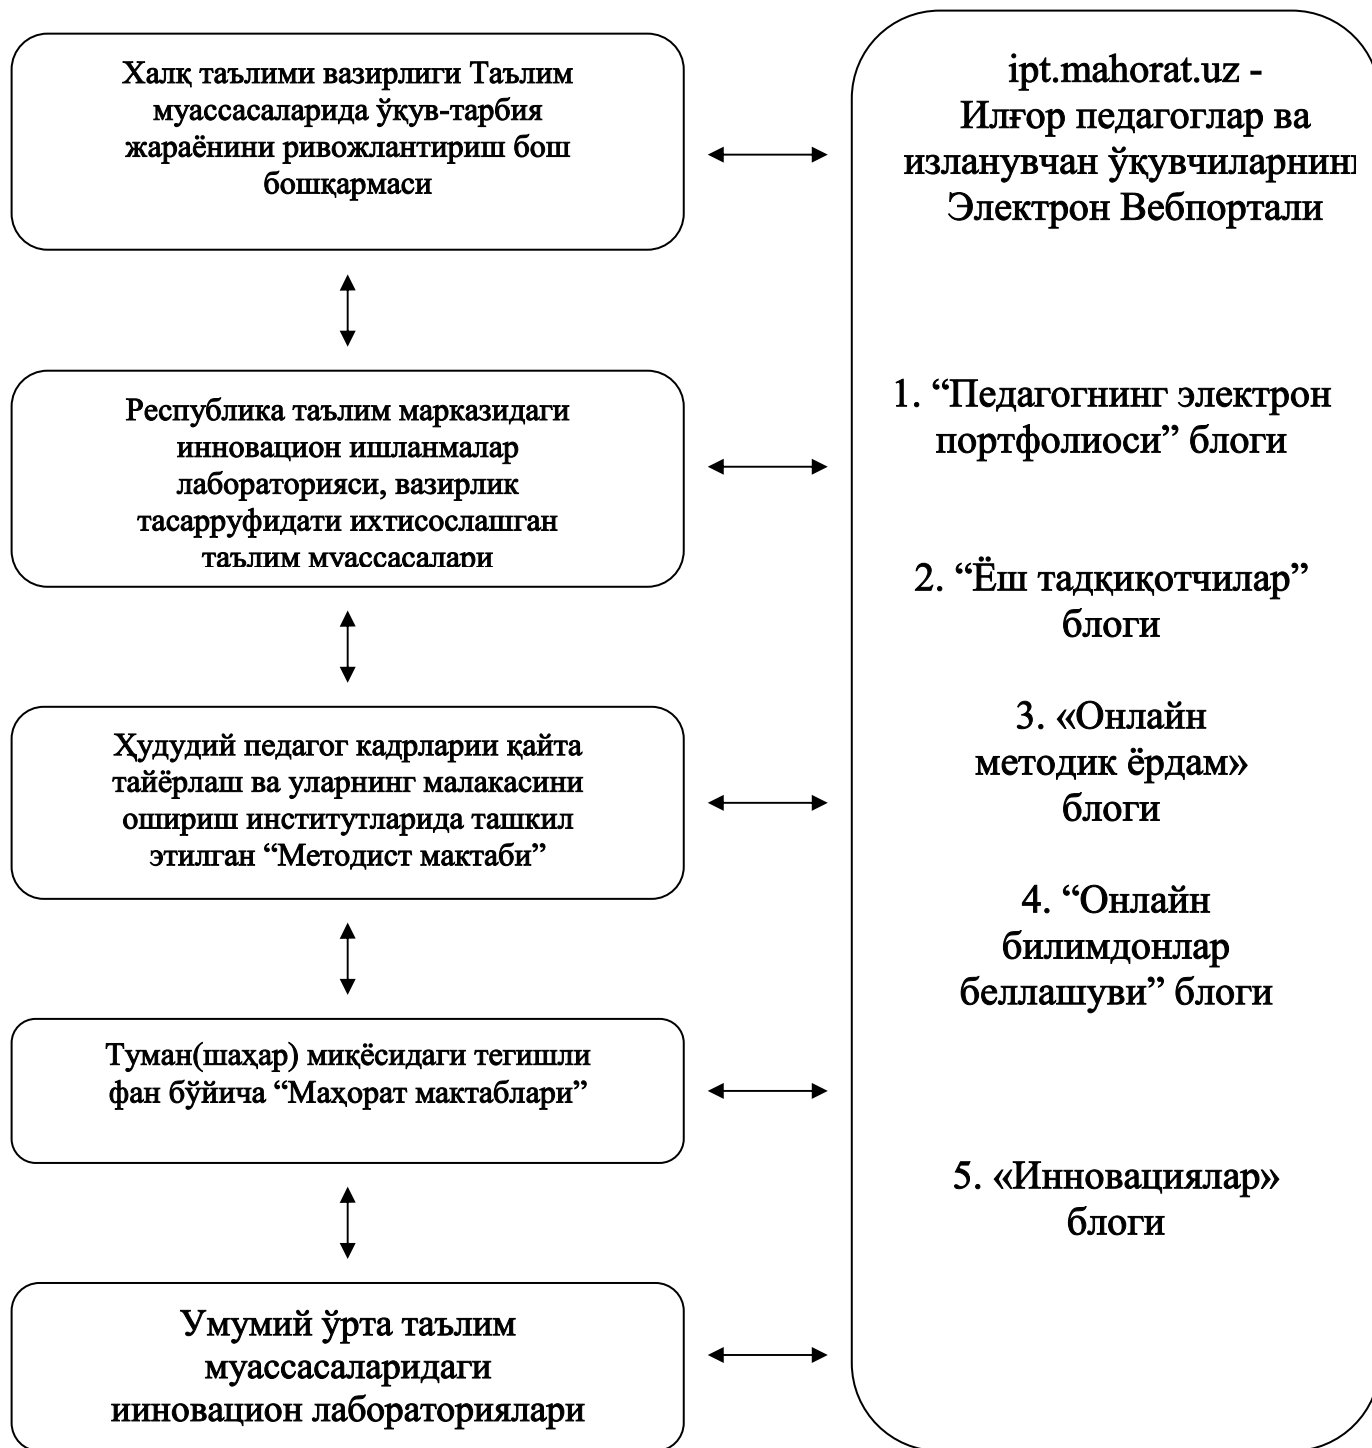 Халқ таълими вазирлиги Таълим
муассасаларида ўқув-тарбия
жараёнини ривожлантириш бош
бошқармаси
Республика таълим марказидаги
инновацион ишланмалар
лабораторияси, вазирлик
тасарруфидати ихтисослашган
таълим муассасалари
Ҳудудий педагог кадрларии қайта
тайёрлаш ва уларнинг малакасини
ошириш институтларида ташкил
этилган “Методист мактаби”
Туман(шаҳар) миқёсидаги тегишли
фан бўйича “Маҳорат мактаблари”
Умумий ўрта таълим
муассасаларидаги
ииновацион лабораториялари
ipt.mahorat.uz -
Илғор педагоглар ва
изланувчан ўқувчиларнинг
Электрон Вебпортали
1. “Педагогнинг электрон
портфолиоси” блоги
2. “Ёш тадқиқотчилар”
блоги
3. «Онлайн
методик ёрдам»
блоги
4. “Онлайн
билимдонлар
беллашуви” блоги
5. «Инновациялар»
блоги